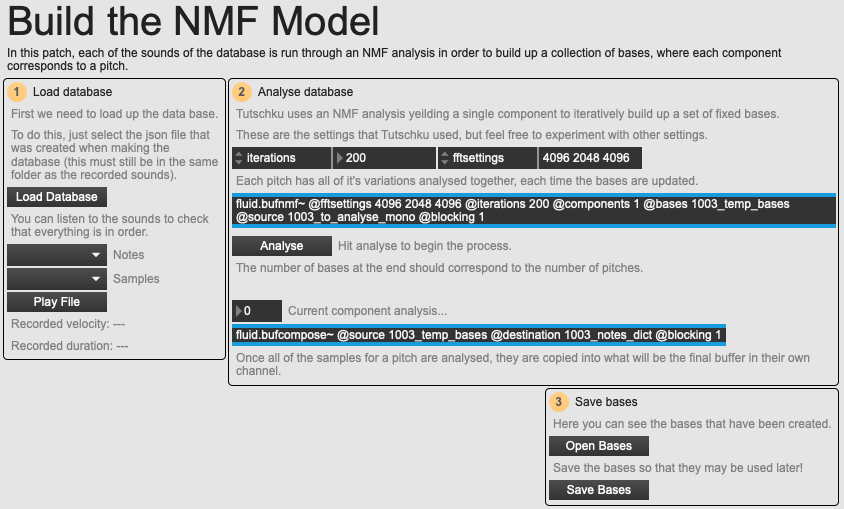 Build the NMF Model
In this patch, each of the sounds of the database is run through an NMF analysis in order to build up a collection of bases, where each component
corresponds to a pitch.
1 Load database
First we need to load up the data base.
To do this, just select the json file that
was created when making the
database (this must still be in the same
folder as the recorded sounds).
Load Database
You can listen to the sounds to check
that everything is in order.
Notes
Samples
Play File
Recorded velocity: ---
Recorded duration: ---
2 Analyse database
Tutschku uses an NMF analysis yeilding a single component to iteratively build up a set of fixed bases.
These are the settings that Tutschku used, but feel free to experiment with other settings.
iterations 200 fftsettings 4096 2048 4096
Each pitch has all of it's variations analysed together, each time the bases are updated.
fluid.bufnmf~ @fftsettings 4096 2048 4096 @iterations 200 @components 1 @bases 1003_temp_bases
@source 1003_to_analyse_mono @blocking 1
Analyse Hit analyse to begin the process.
The number of bases at the end should correspond to the number of pitches.
0 Current component analysis...
fluid.bufcompose~ @source 1003_temp_bases @destination 1003_notes_dict @blocking 1
Once all of the samples for a pitch are analysed, they are copied into what will be the final buffer in their own
channel.
3 Save bases
Here you can see the bases that have been created.
Open Bases
Save the bases so that they may be used later!
Save Bases